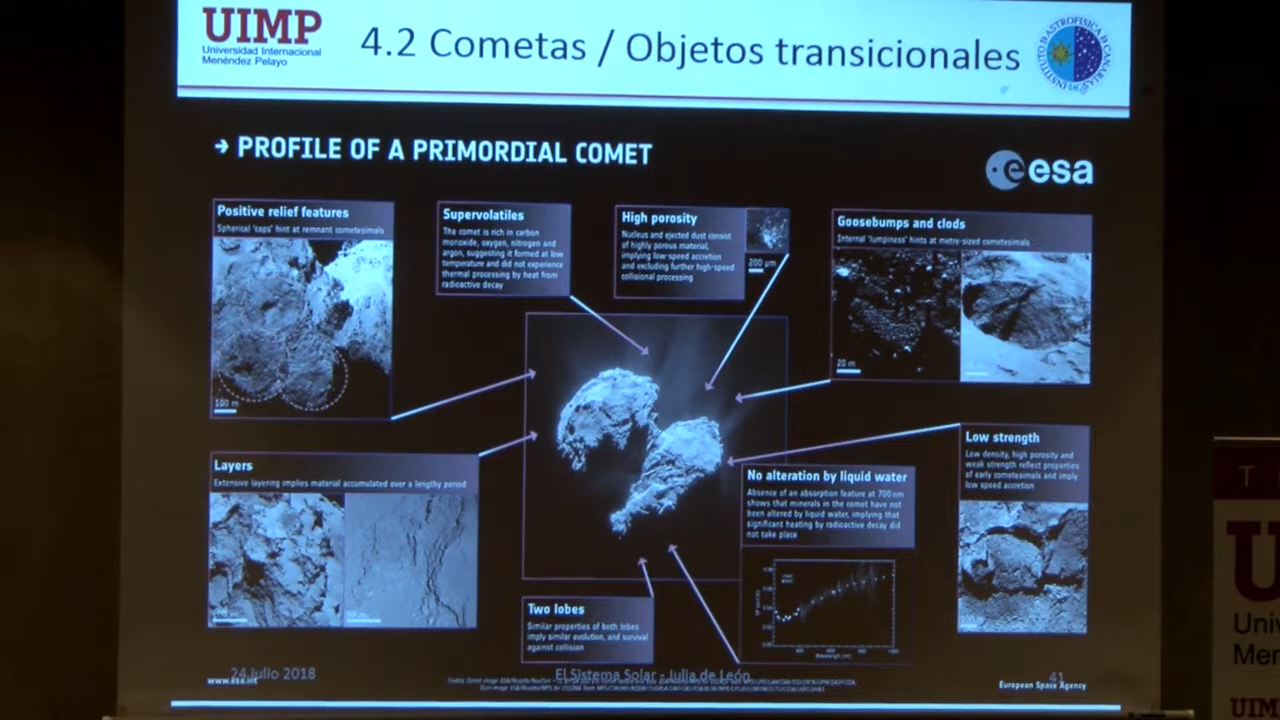 UIMP
Universidad Internacional
Menéndez Pelayo
4.2 Cometas / Objetos transicionales
INSTITUTO D ASTROFISICA D CANARIAS
→ PROFILE OF A PRIMORDIAL COMET
esa
Positive relief features
Spherical 'caps' hint at remnant cometesimals
100 m
Supervolatiles
The comet is rich in carbon
monoxide, oxygen, nitrogen and
argon, suggesting it formed at low
temperature and did not experience
thermal processing by heat from
radioactive decay
High porosity
Nucleus and ejected dust consist
of highly porous material,
implying low-speed accretion
and excluding further high-speed
collisional processing
200 µm
Goosebumps and clods
Internal 'lumpiness' hints at metre-sized cometesimals
20 m
Layers
Extensive layering implies material accumulated over a lengthy period
Low strength
Low density, high porosity and
weak strength reflect properties
of early cometesimals and imply
low speed accretion
No alteration by liquid water
Absence of an absorption feature at 700 nm
shows that minerals in the comet have not
been altered by liquid water, implying that
significant heating by radioactive decay did
not take place
Two lobes
Similar properties of both lobes
imply similar evolution, and survival
against collision
24 Julio 2018
www.esa.int
El Sistema Solar - Julia de León
41
European Space Agency
T
U
Uni
Men
UIM